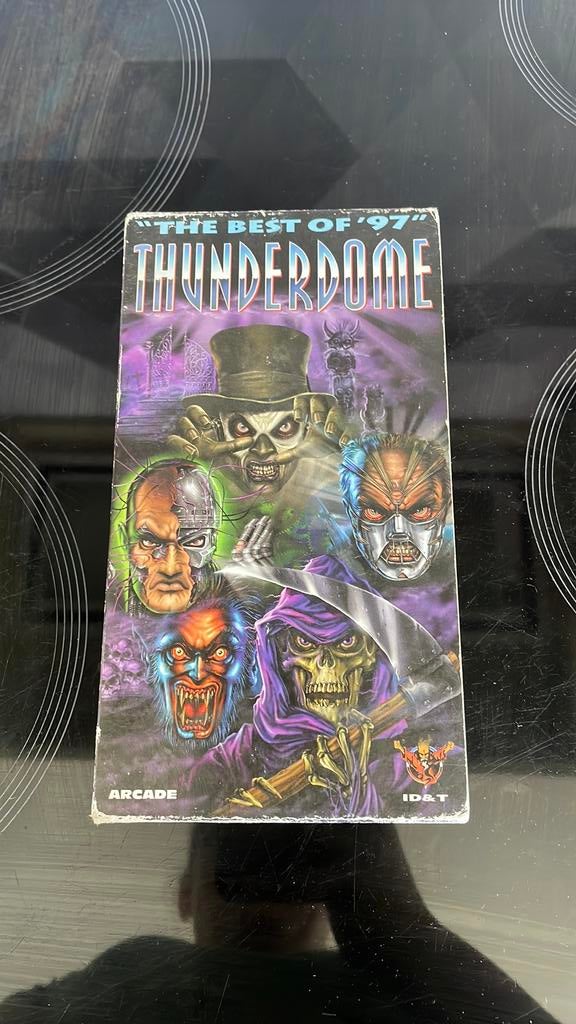 "THE BEST OF '97"
THUNDERDOME
ARCADE
ID&T